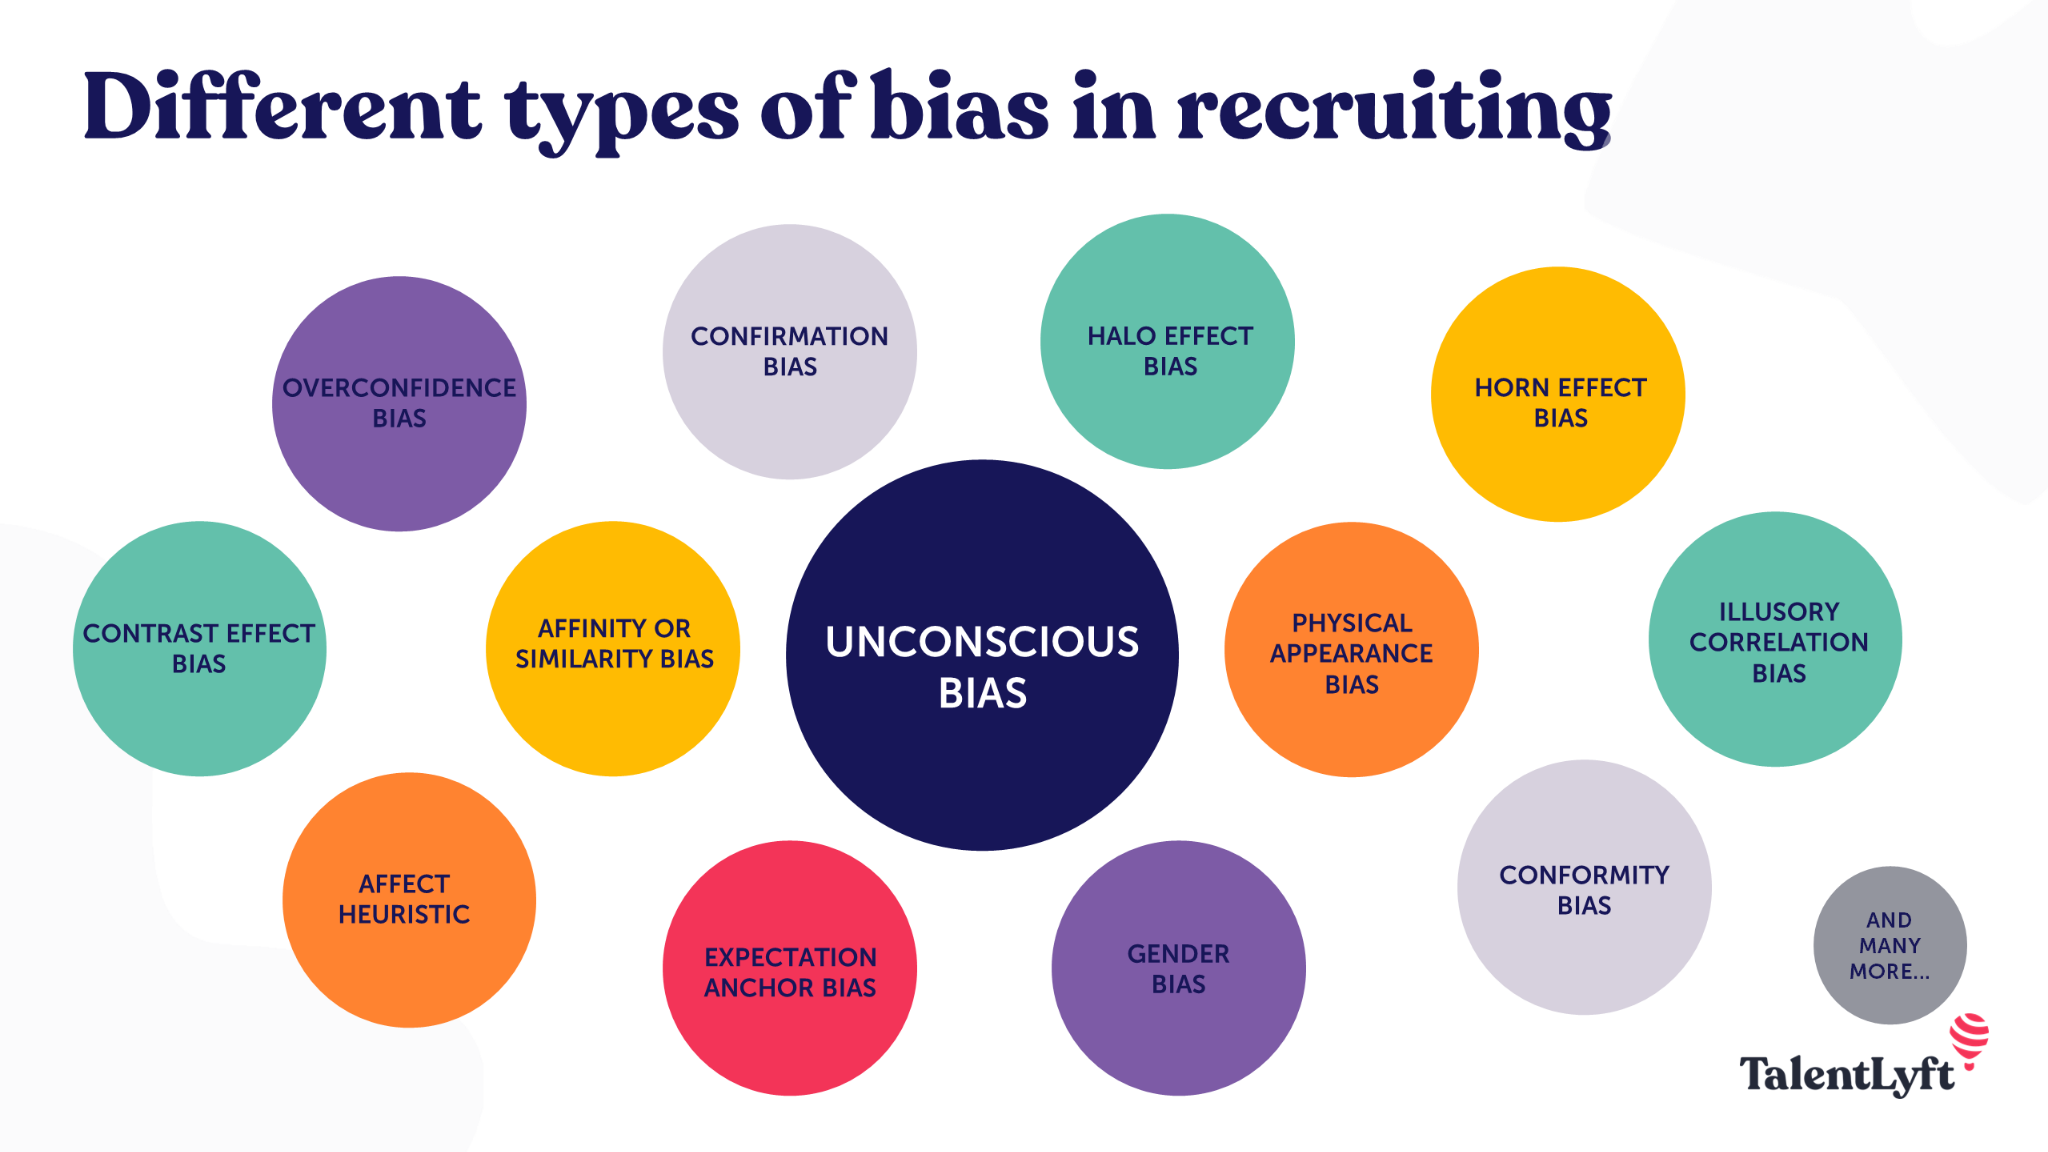 Different types of bias in recruiting
OVERCONFIDENCE
BIAS
CONFIRMATION
BIAS
HALO EFFECT
BIAS
HORN EFFECT
BIAS
CONTRAST EFFECT
BIAS
AFFINITY OR
SIMILARITY BIAS
UNCONSCIOUS
BIAS
PHYSICAL
APPEARANCE
BIAS
ILLUSORY
CORRELATION
BIAS
AFFECT
HEURISTIC
EXPECTATION
ANCHOR BIAS
GENDER
BIAS
CONFORMITY
BIAS
AND
MANY
MORE...
TalentLyft